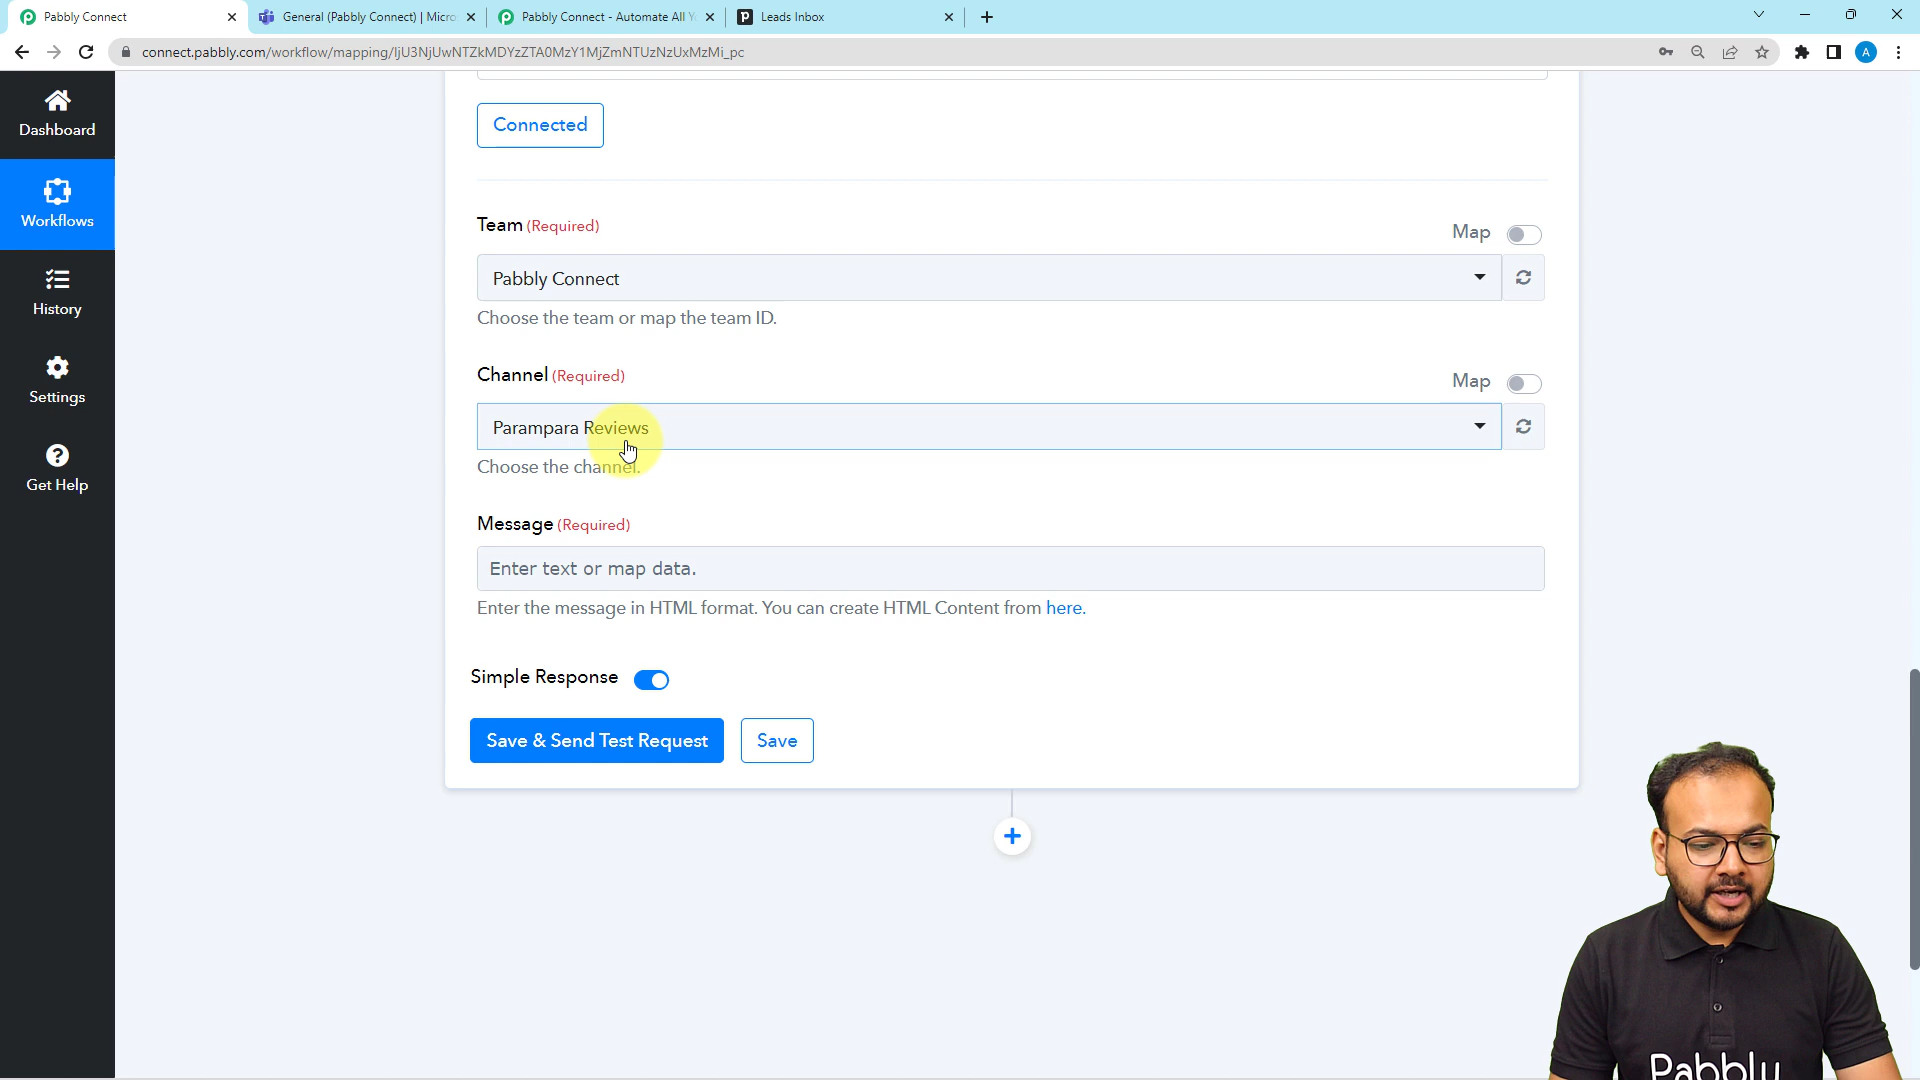 Pabbly Connect
General (Pabbly Connect) | Micro
Pabbly Connect - Automate All Y
Leads Inbox
connect.pabbly.com/workflow/mapping/IjU3NjUwNTZkMDYzZTA0MzY1MjZmNTUzNzUxMzMi_pc
A
Dashboard
Workflows
History
Settings
Get Help
Connected
Team (Required)
Map
Pabbly Connect
Choose the team or map the team ID.
Channel (Required)
Map
Parampara Reviews
Choose the channel.
Message (Required)
Enter text or map data.
Enter the message in HTML format. You can create HTML Content from here.
Simple Response
Save & Send Test Request
Save
Pabbly